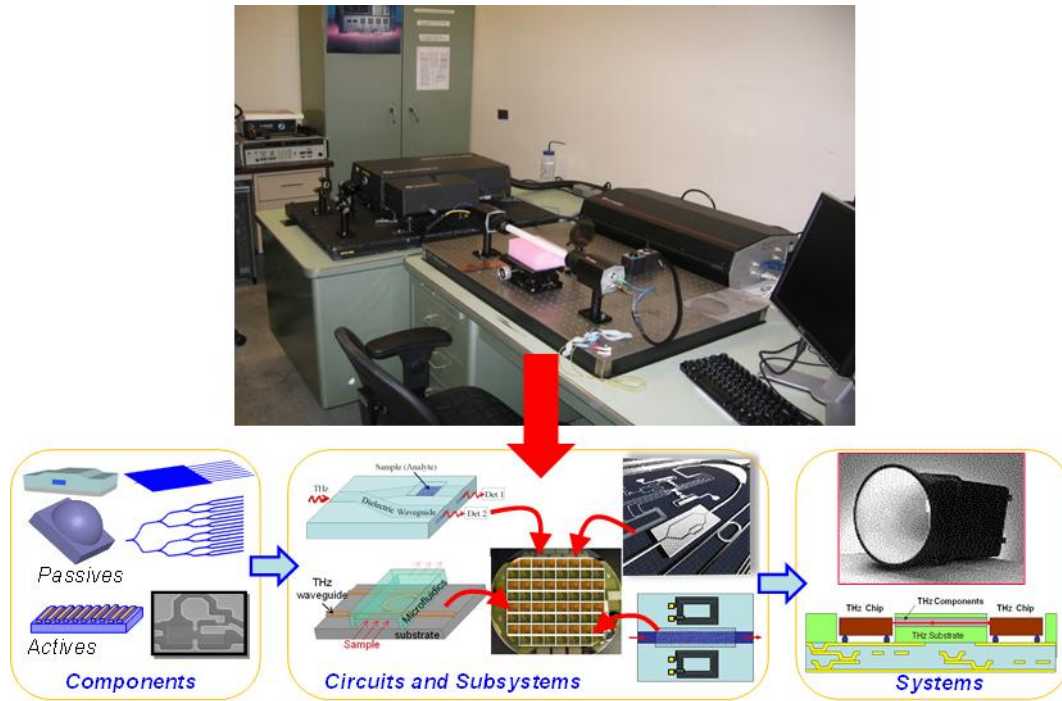 Passives
Actives
Components
Sample (Analyte)
THz
Dielectric Waveguide
Det.1
Det 2
THz
waveguide
Microfluidics
substrate
Sample
Circuits and Subsystems
THz Chip
THz Components
THz Chip
THz Substrate
Systems